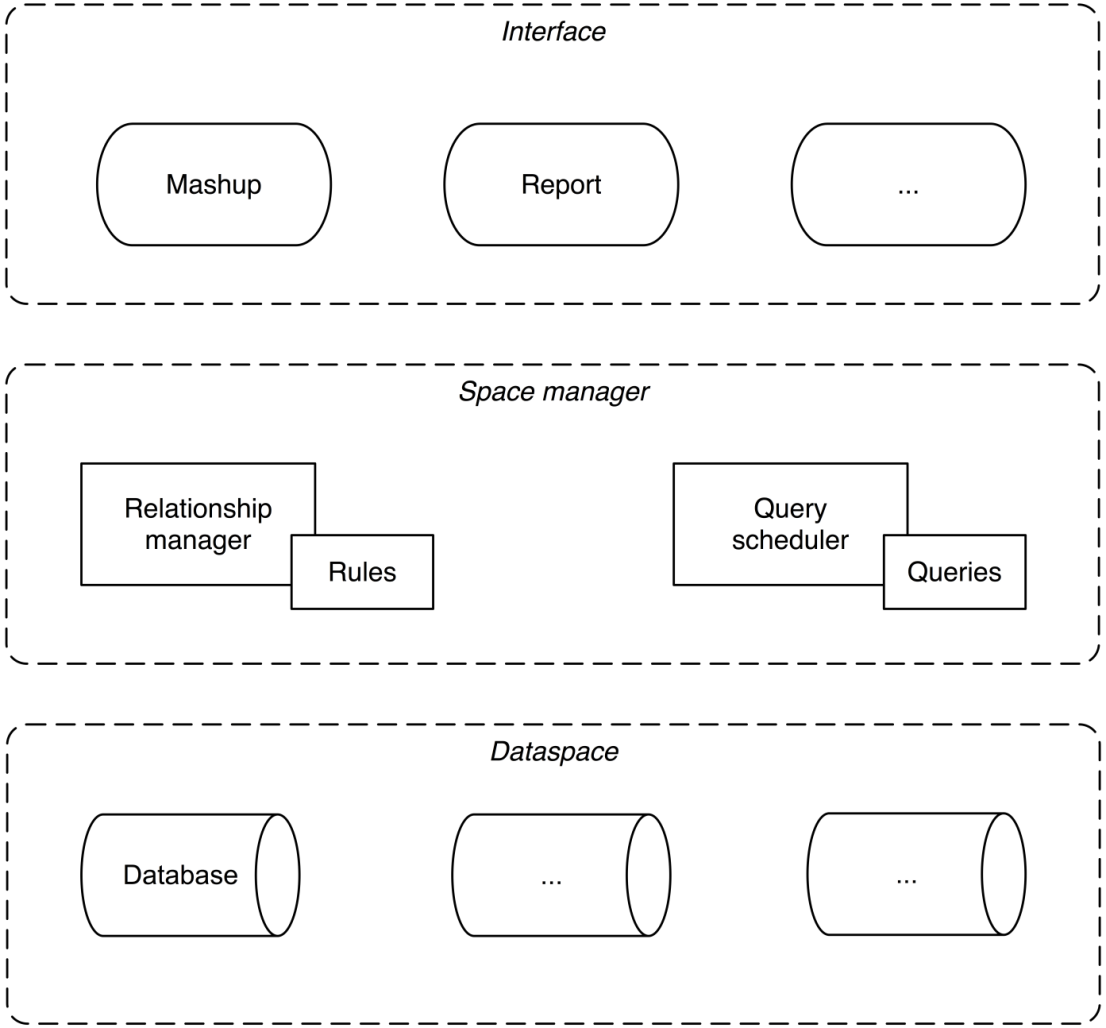 Interface
Mashup
Report
...
Space manager
Relationship
manager
Rules
Query
scheduler
Queries
Dataspace
Database
...
...